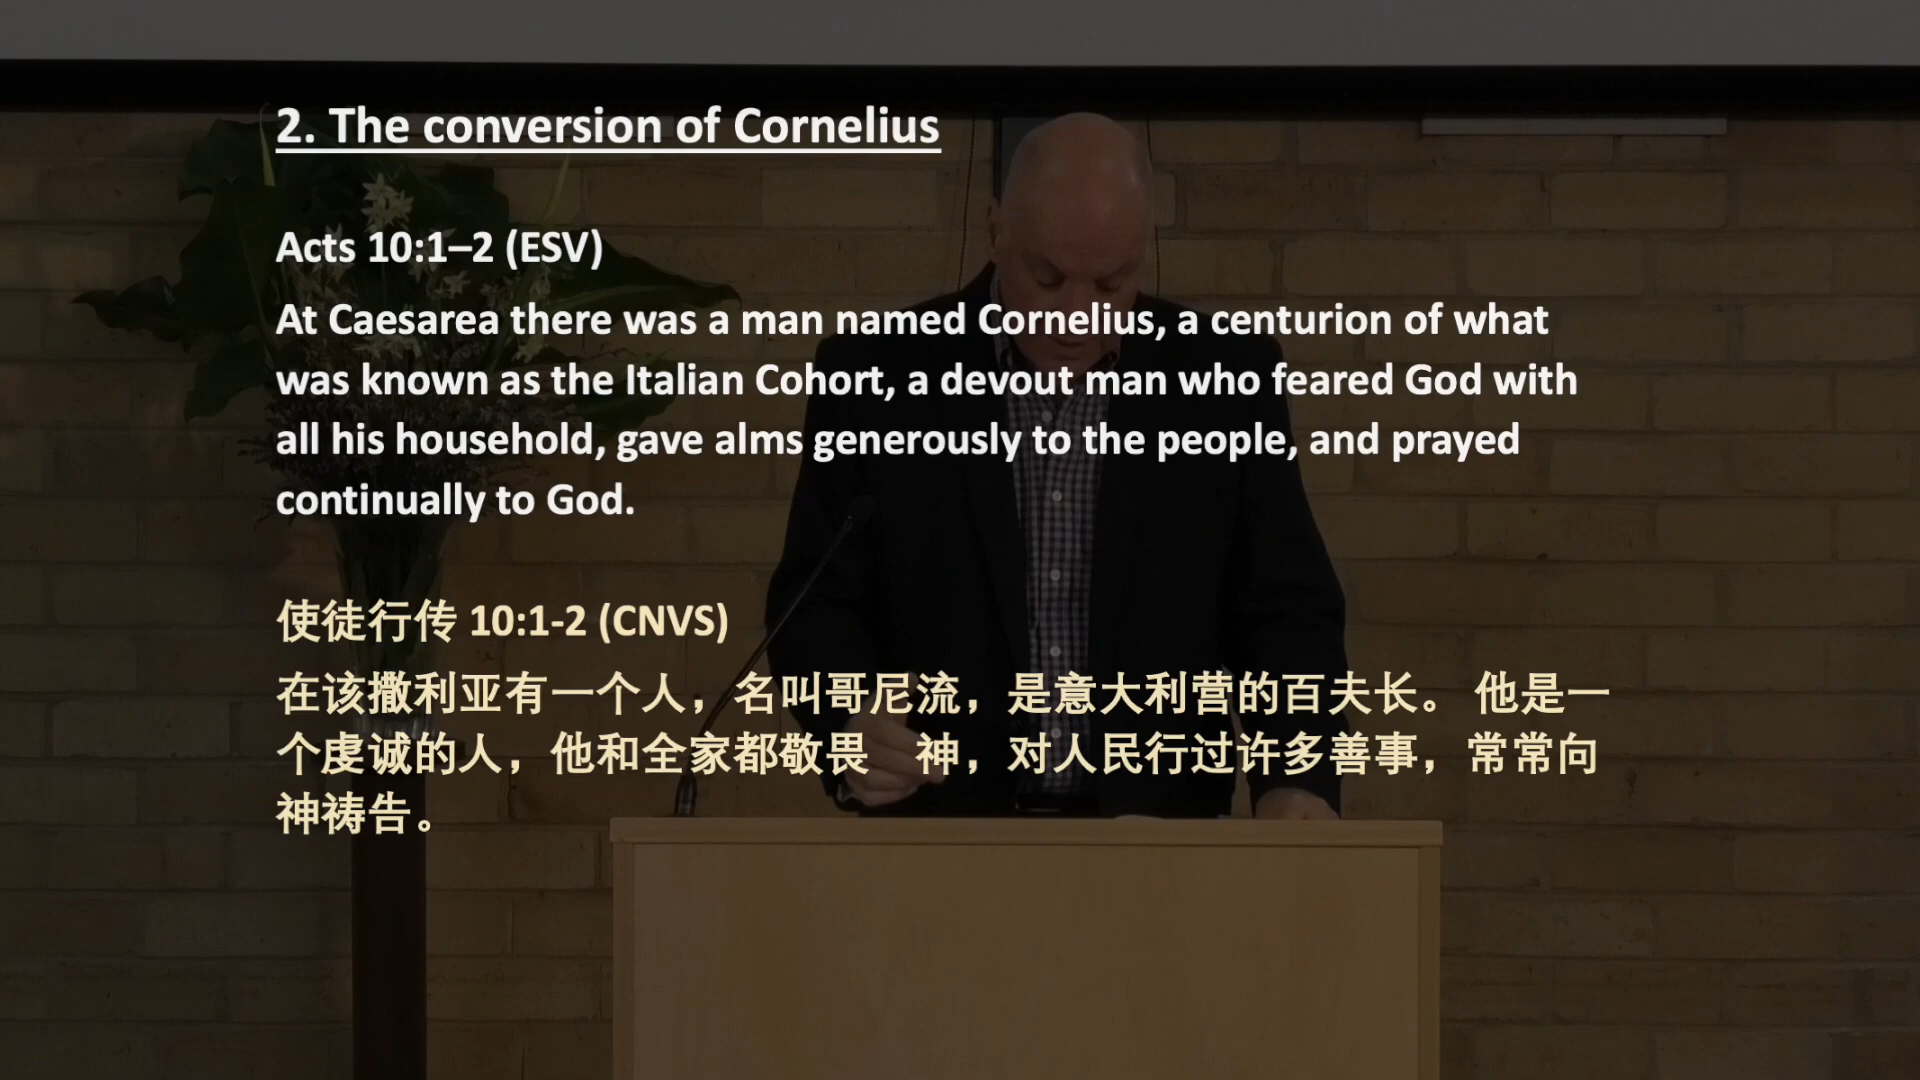 2. The conversion of Cornelius
Acts 10:1–2 (ESV)
At Caesarea there was a man named Cornelius, a centurion of what
was known as the Italian Cohort, a devout man who feared God with
all his household, gave alms generously to the people, and prayed
continually to God.
使徒行传 10:1-2 (CNVS)
在该撒利亚有一个人，名叫哥尼流，是意大利营的百夫长。 他是一
个虔诚的人，他和全家都敬畏　神，对人民行过许多善事，常常向
神祷告。